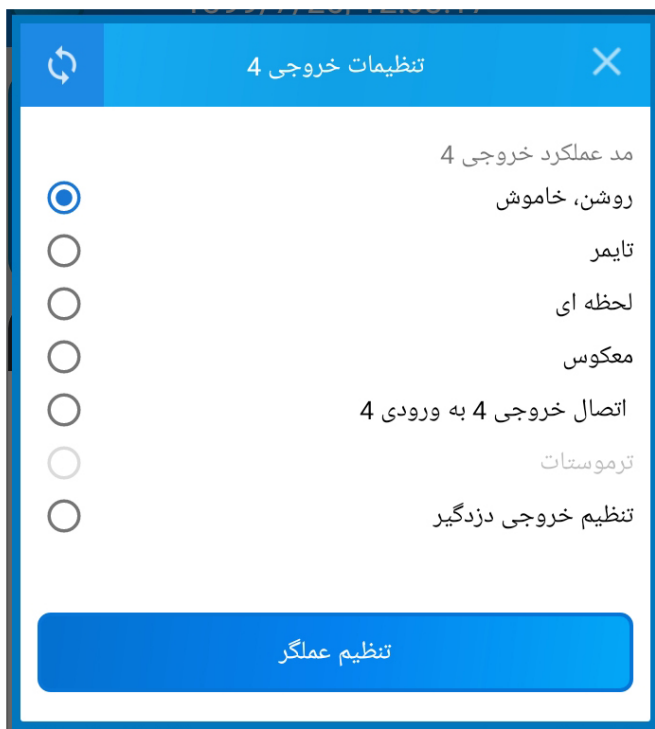 تنظیمات خروجی 4
مد عملکرد خروجی 4
روشن، خاموش
تایمر
لحظه ای
معکوس
اتصال خروجی 4 به ورودی 4
ترموستات
تنظیم خروجی دزدگیر
تنظیم عملگر